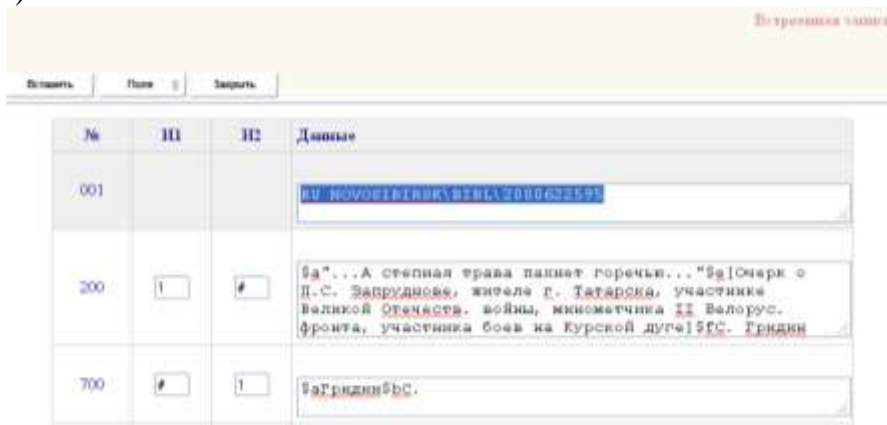 )
Встроенная запис
Вставить Поле Закрыть
№ И1 И2 Данные
001 RU NOVOSIBIRSK\BIBL\2000622595
200 1 # $a"...А степная трава пахнет горечью..."$e[Очерк о
П.С. Запруднове, жителе г. Татарска, участнике
Великой Отечеств. войны, минометчика II Белорус.
фронта, участника боев на Курской дуге]$fС. Гридин
700 # 1 $aГридин$bС.